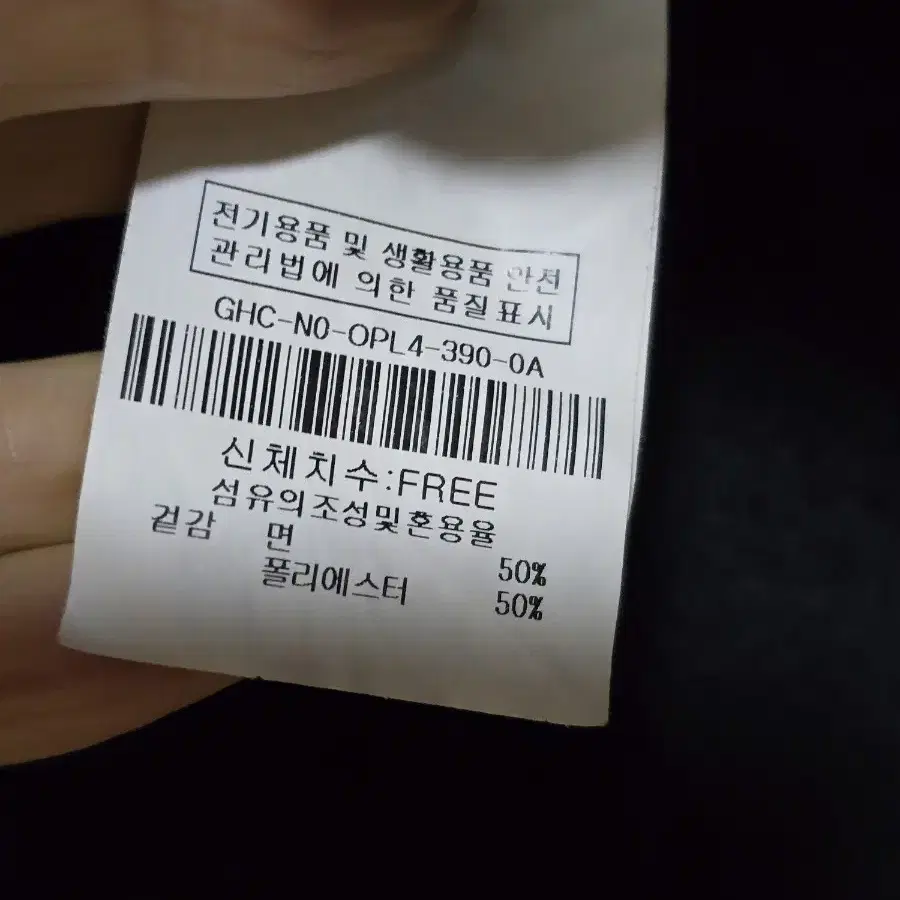 전기용품 및 생활용품 안전
관리법에 의한 품질표시
GHC-N0-OPL4-390-0A
신체치수:FREE
섬유의조성및혼용율
겉감 면 50%
폴리에스터 50%